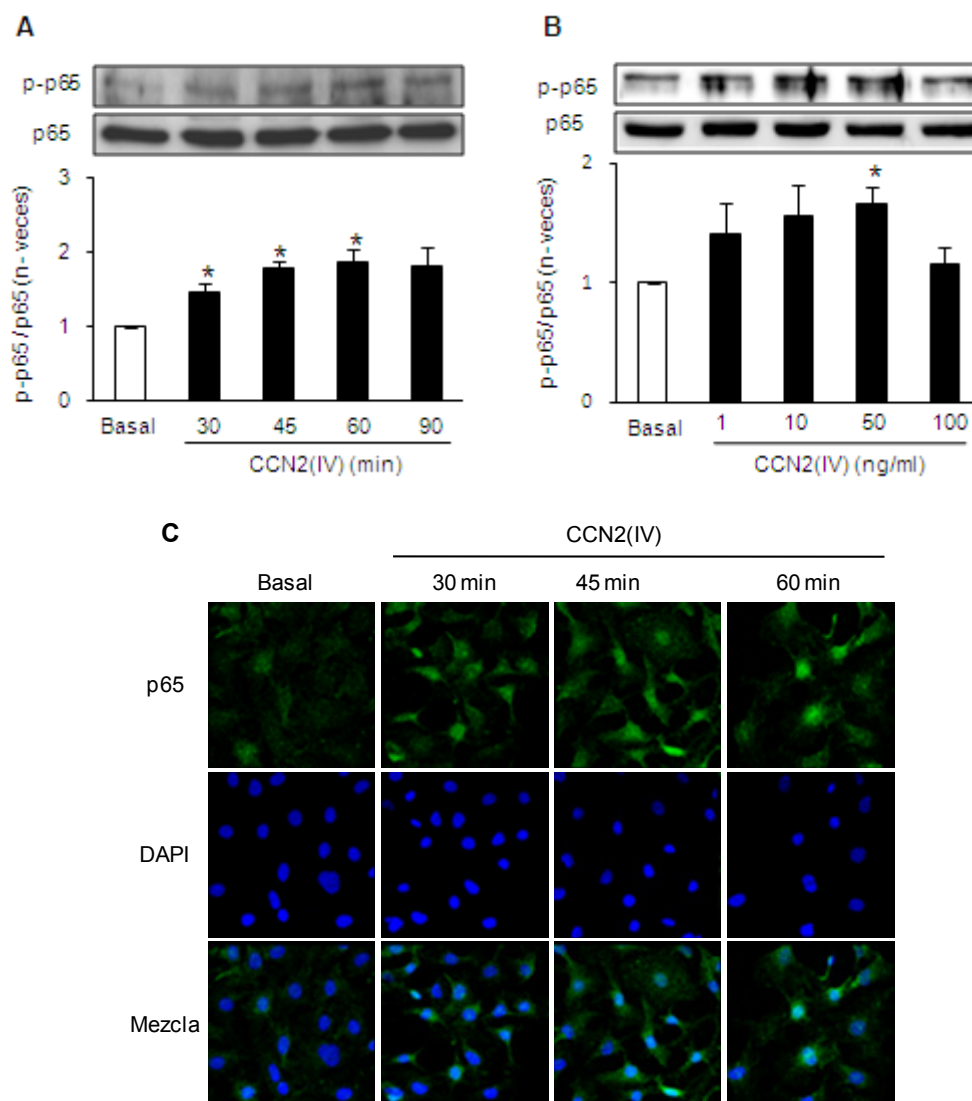 A
p-p65
p65
p-p65/p65 (n- veces)
3
2
1
0
* * *
Basal 30 45 60 90
CCN2(IV) (min)
B
p-p65
p65
p-p65/p65 (n- veces)
2
1
0
*
Basal 1 10 50 100
CCN2(IV) (ng/ml)
C
CCN2(IV)
Basal 30 min 45 min 60 min
p65
DAPI
Mezcla